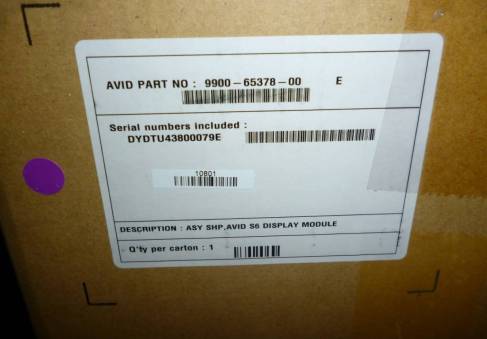 AVID PART NO : 9900-65378-00 E
Serial numbers included :
DYDTU43800079E
10801
DESCRIPTION : ASY SHP,AVID S6 DISPLAY MODULE
Q'ty per carton : 1